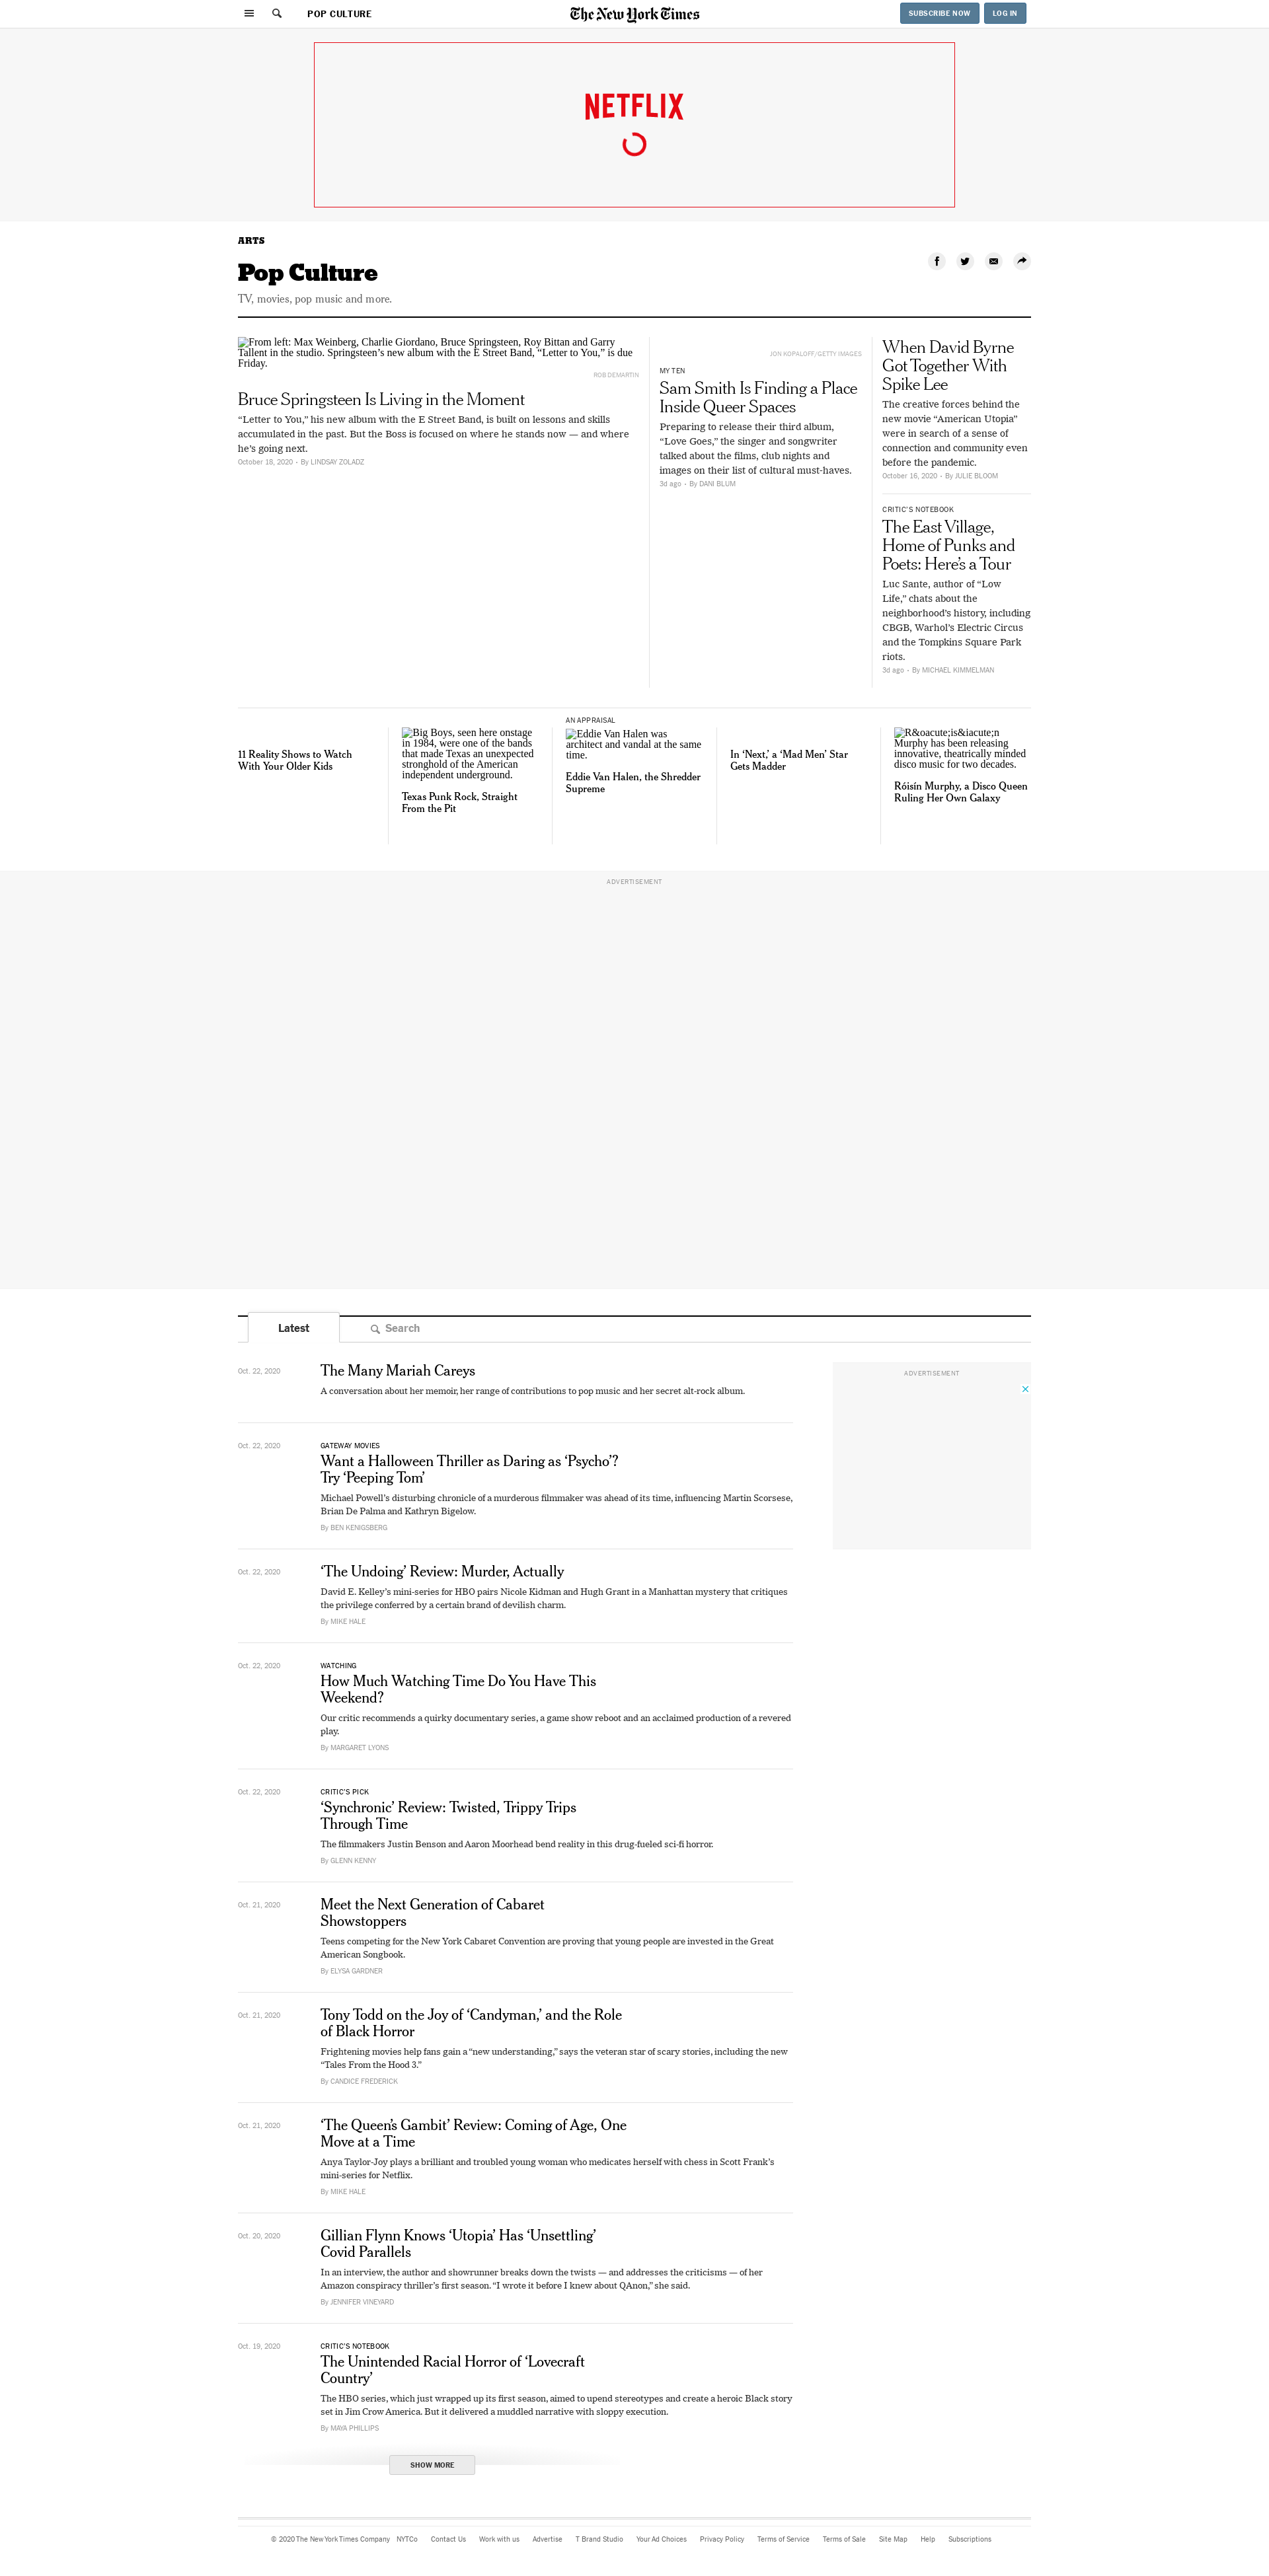 POP CULTURE
The New York Times
SUBSCRIBE NOW
LOG IN
NETFLIX
ARTS
Pop Culture
TV, movies, pop music and more.
From left: Max Weinberg, Charlie Giordano, Bruce Springsteen, Roy Bittan and Garry
Tallent in the studio. Springsteen’s new album with the E Street Band, “Letter to You,” is due
Friday.
ROB DEMARTIN
Bruce Springsteen Is Living in the Moment
“Letter to You,” his new album with the E Street Band, is built on lessons and skills
accumulated in the past. But the Boss is focused on where he stands now — and where
he’s going next.
October 18, 2020 • By LINDSAY ZOLADZ
JON KOPALOFF/GETTY IMAGES
MY TEN
Sam Smith Is Finding a Place
Inside Queer Spaces
Preparing to release their third album,
“Love Goes,” the singer and songwriter
talked about the films, club nights and
images on their list of cultural must-haves.
3d ago • By DANI BLUM
When David Byrne
Got Together With
Spike Lee
The creative forces behind the
new movie “American Utopia”
were in search of a sense of
connection and community even
before the pandemic.
October 16, 2020 • By JULIE BLOOM
CRITIC’S NOTEBOOK
The East Village,
Home of Punks and
Poets: Here’s a Tour
Luc Sante, author of “Low
Life,” chats about the
neighborhood’s history, including
CBGB, Warhol’s Electric Circus
and the Tompkins Square Park
riots.
3d ago • By MICHAEL KIMMELMAN
11 Reality Shows to Watch
With Your Older Kids
Big Boys, seen here onstage
in 1984, were one of the bands
that made Texas an unexpected
stronghold of the American
independent underground.
Texas Punk Rock, Straight
From the Pit
AN APPRAISAL
Eddie Van Halen was
architect and vandal at the same
time.
Eddie Van Halen, the Shredder
Supreme
In ‘Next,’ a ‘Mad Men’ Star
Gets Madder
R&oacute;is&iacute;n
Murphy has been releasing
innovative, theatrically minded
disco music for two decades.
Róisín Murphy, a Disco Queen
Ruling Her Own Galaxy
ADVERTISEMENT
Latest
Search
ADVERTISEMENT
Oct. 22, 2020
The Many Mariah Careys
A conversation about her memoir, her range of contributions to pop music and her secret alt-rock album.
Oct. 22, 2020
GATEWAY MOVIES
Want a Halloween Thriller as Daring as ‘Psycho’?
Try ‘Peeping Tom’
Michael Powell’s disturbing chronicle of a murderous filmmaker was ahead of its time, influencing Martin Scorsese,
Brian De Palma and Kathryn Bigelow.
By BEN KENIGSBERG
Oct. 22, 2020
‘The Undoing’ Review: Murder, Actually
David E. Kelley’s mini-series for HBO pairs Nicole Kidman and Hugh Grant in a Manhattan mystery that critiques
the privilege conferred by a certain brand of devilish charm.
By MIKE HALE
Oct. 22, 2020
WATCHING
How Much Watching Time Do You Have This
Weekend?
Our critic recommends a quirky documentary series, a game show reboot and an acclaimed production of a revered
play.
By MARGARET LYONS
Oct. 22, 2020
CRITIC’S PICK
‘Synchronic’ Review: Twisted, Trippy Trips
Through Time
The filmmakers Justin Benson and Aaron Moorhead bend reality in this drug-fueled sci-fi horror.
By GLENN KENNY
Oct. 21, 2020
Meet the Next Generation of Cabaret
Showstoppers
Teens competing for the New York Cabaret Convention are proving that young people are invested in the Great
American Songbook.
By ELYSA GARDNER
Oct. 21, 2020
Tony Todd on the Joy of ‘Candyman,’ and the Role
of Black Horror
Frightening movies help fans gain a “new understanding,” says the veteran star of scary stories, including the new
“Tales From the Hood 3.”
By CANDICE FREDERICK
Oct. 21, 2020
‘The Queen’s Gambit’ Review: Coming of Age, One
Move at a Time
Anya Taylor-Joy plays a brilliant and troubled young woman who medicates herself with chess in Scott Frank’s
mini-series for Netflix.
By MIKE HALE
Oct. 20, 2020
Gillian Flynn Knows ‘Utopia’ Has ‘Unsettling’
Covid Parallels
In an interview, the author and showrunner breaks down the twists — and addresses the criticisms — of her
Amazon conspiracy thriller’s first season. “I wrote it before I knew about QAnon,” she said.
By JENNIFER VINEYARD
Oct. 19, 2020
CRITIC’S NOTEBOOK
The Unintended Racial Horror of ‘Lovecraft
Country’
The HBO series, which just wrapped up its first season, aimed to upend stereotypes and create a heroic Black story
set in Jim Crow America. But it delivered a muddled narrative with sloppy execution.
By MAYA PHILLIPS
SHOW MORE
© 2020 The New York Times Company NYTCo Contact Us Work with us Advertise T Brand Studio Your Ad Choices Privacy Policy Terms of Service Terms of Sale Site Map Help Subscriptions